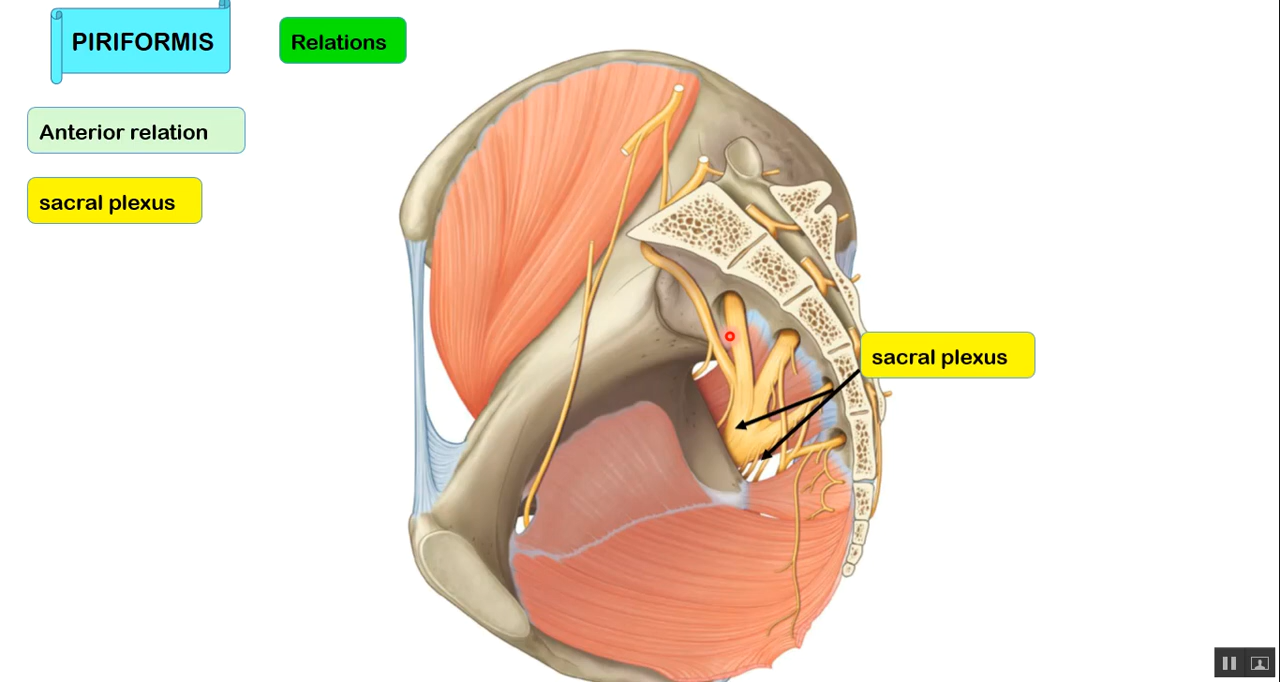 PIRIFORMIS
Relations
Anterior relation
sacral plexus
sacral plexus